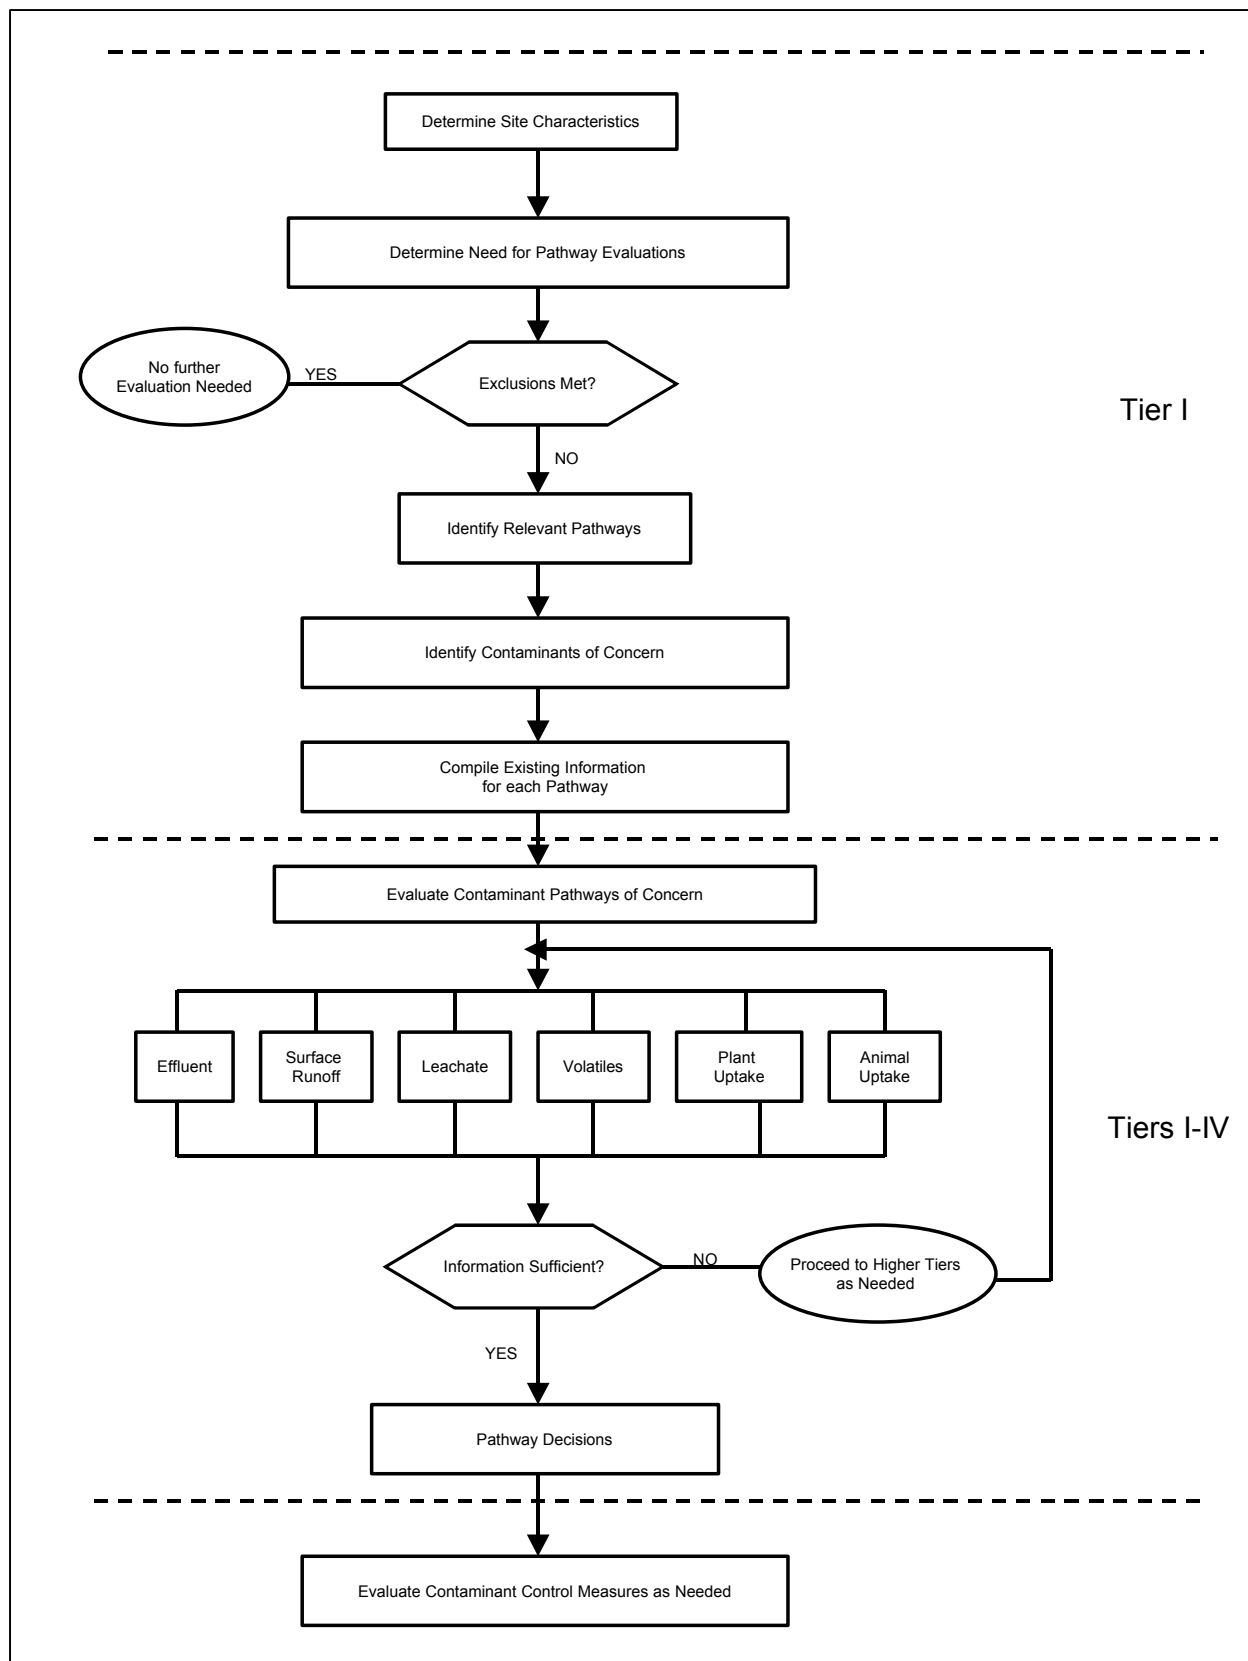 Determine Site Characteristics
Determine Need for Pathway Evaluations
No further
Evaluation Needed
YES
Exclusions Met?
Tier I
NO
Identify Relevant Pathways
Identify Contaminants of Concern
Compile Existing Information
for each Pathway
Evaluate Contaminant Pathways of Concern
Effluent
Surface
Runoff
Leachate
Volatiles
Plant
Uptake
Animal
Uptake
Tiers I-IV
Information Sufficient?
NO
Proceed to Higher Tiers
as Needed
YES
Pathway Decisions
Evaluate Contaminant Control Measures as Needed